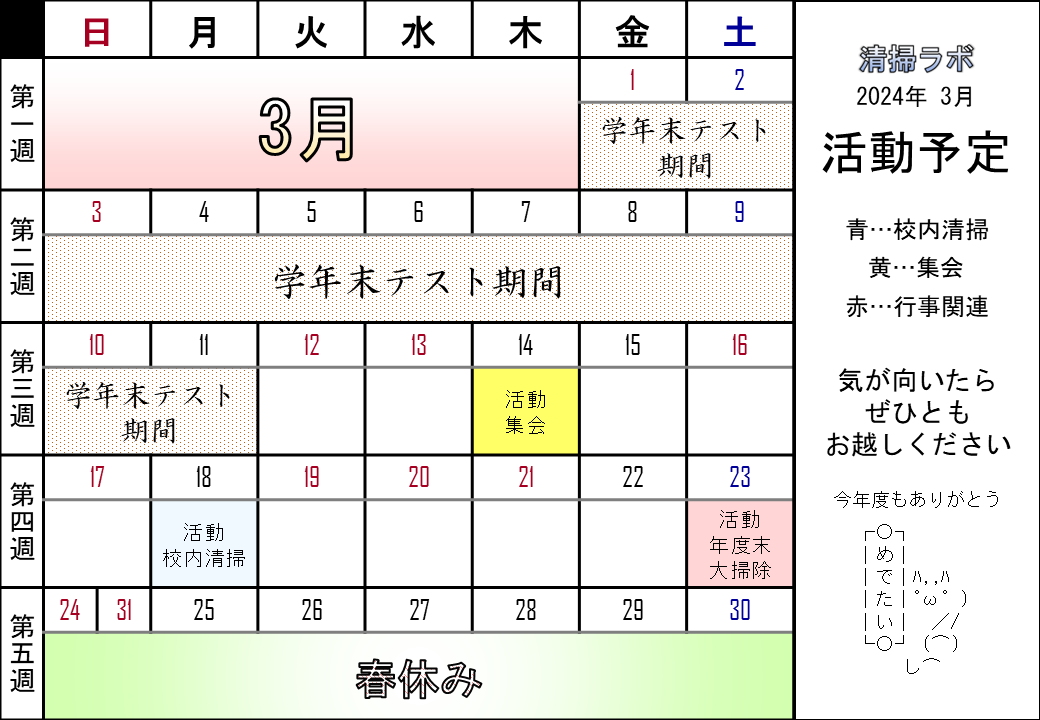 日 月 火 水 木 金 土
第一週
3月
1 2
学年末テスト
期間
第二週
3 4 5 6 7 8 9
学年末テスト期間
第三週
10 11 12 13 14 15 16
学年末テスト
期間
活動
集会
第四週
17 18 19 20 21 22 23
活動
校内清掃
活動
年度末
大掃除
第五週
24 31 25 26 27 28 29 30
春休み
清掃ラボ
2024年 3月
活動予定
青…校内清掃
黄…集会
赤…行事関連
気が向いたら
ぜひとも
お越しください
今年度もありがとう
┌○┐
│め│
│で│ﾊ,,ﾊ
│た│ﾟωﾟ )
│い│ //
└○┘ (⌒)
し⌒